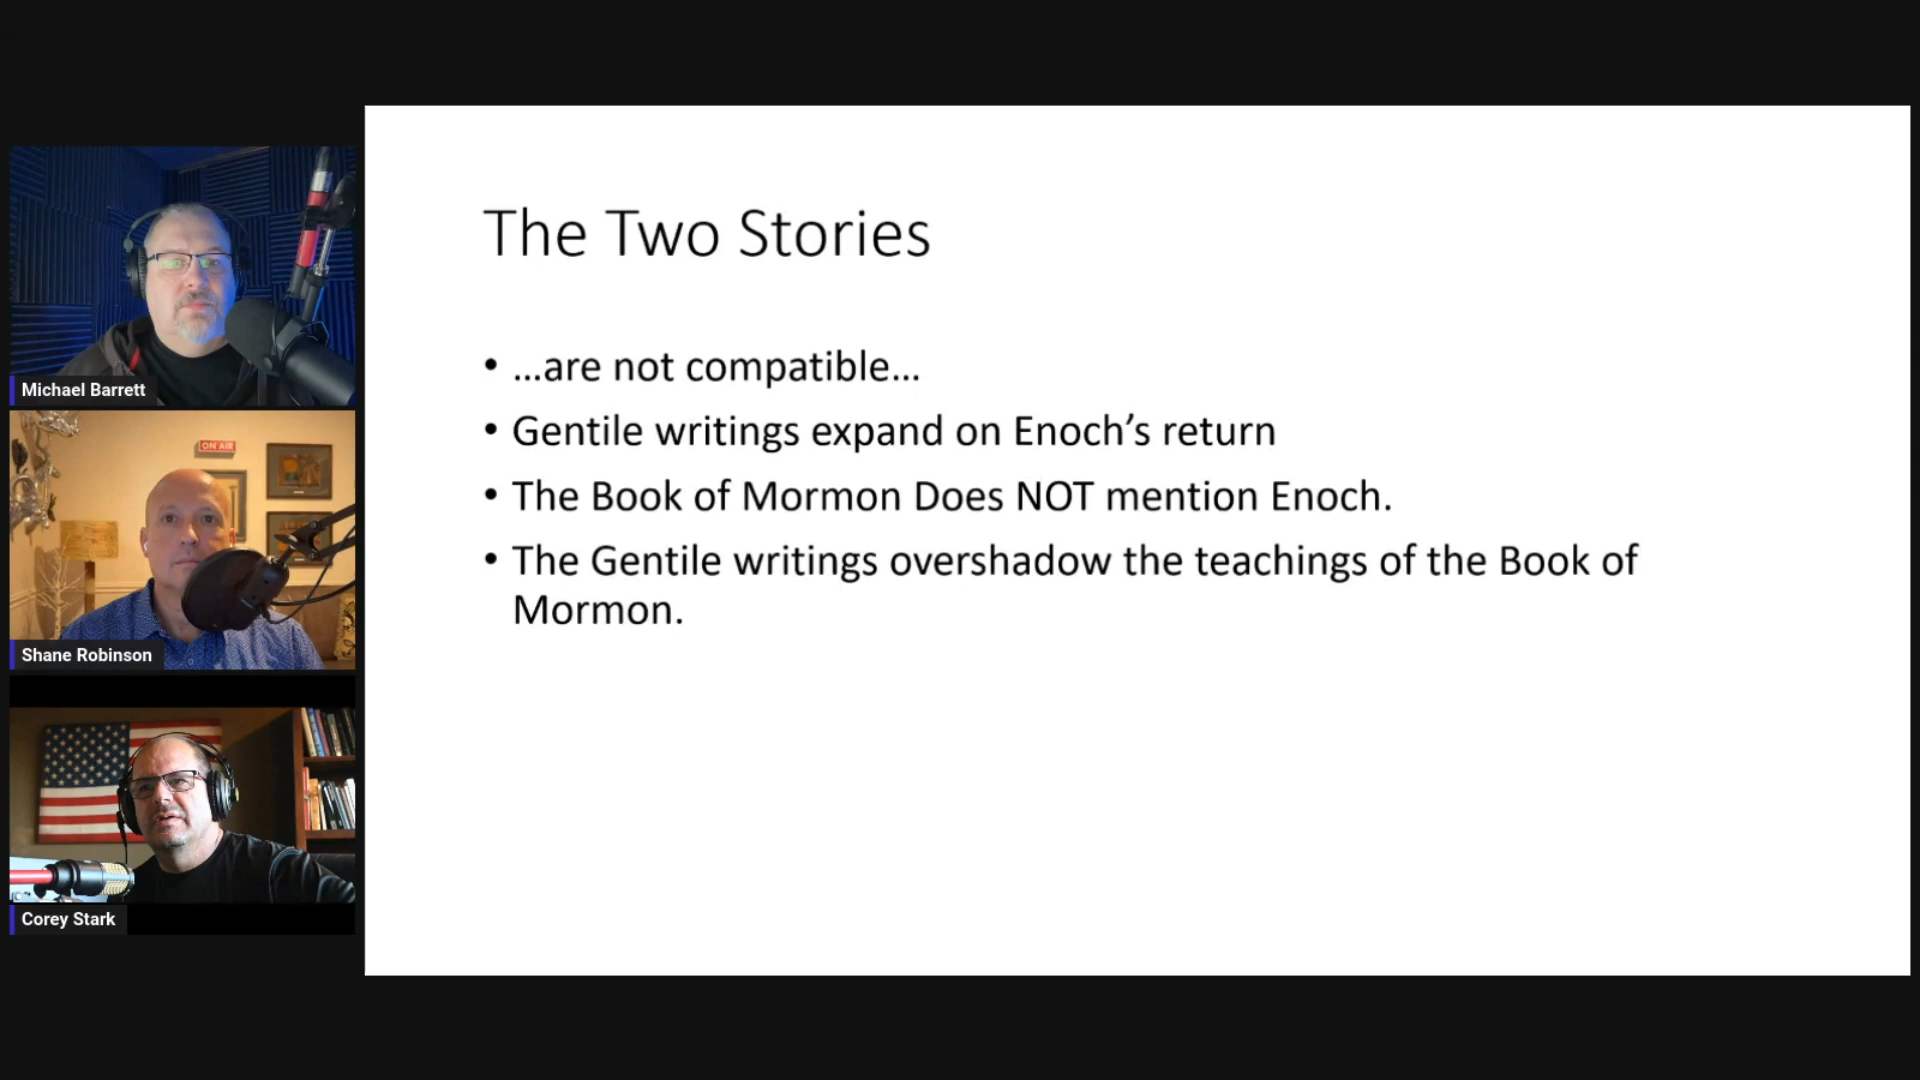 Michael Barrett
ON AIR
Shane Robinson
Corey Stark
The Two Stories
• ...are not compatible...
• Gentile writings expand on Enoch’s return
• The Book of Mormon Does NOT mention Enoch.
• The Gentile writings overshadow the teachings of the Book of
Mormon.